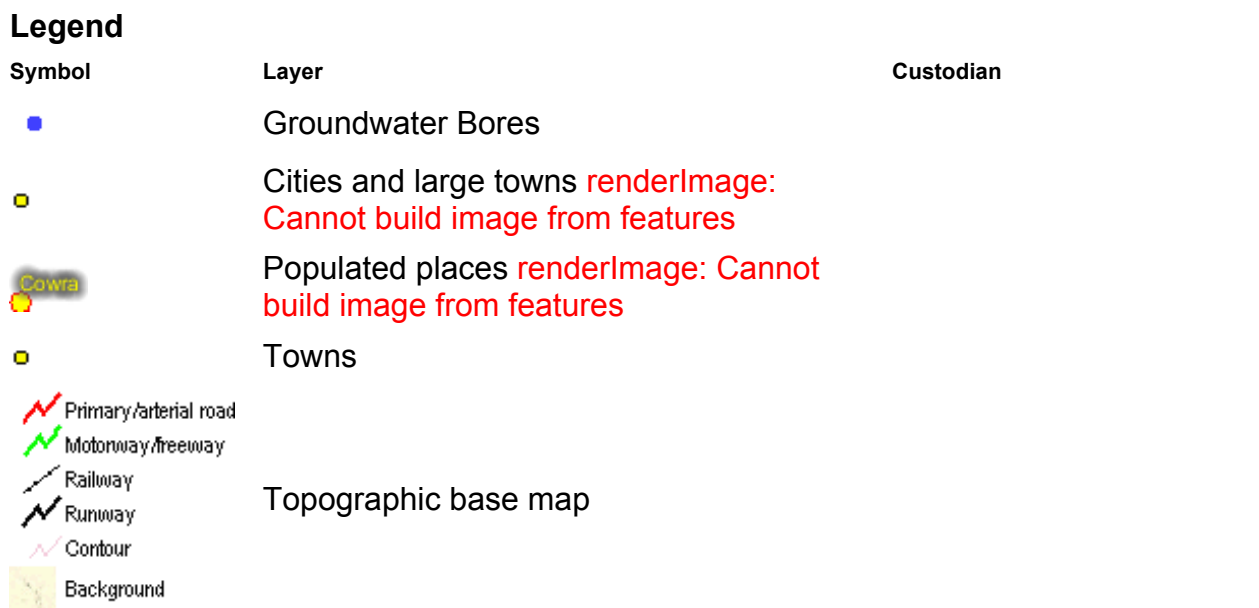 Legend
Symbol Layer Custodian
Groundwater Bores
Cities and large towns renderImage:
Cannot build image from features
Cowra
Populated places renderImage: Cannot
build image from features
Towns
Primary/arterial road
Motorway/freeway
Railway
Runway
Contour
Background
Topographic base map